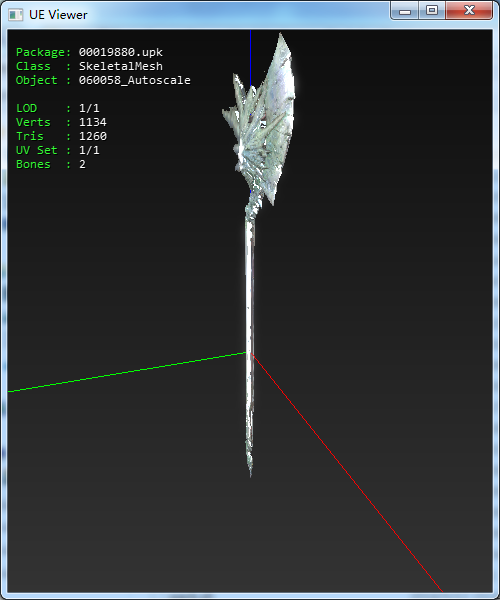 UE Viewer
Package: 00019880.upk
Class : SkeletalMesh
Object : 060058_Autoscale
LOD : 1/1
Verts : 1134
Tris : 1260
UV Set : 1/1
Bones : 2